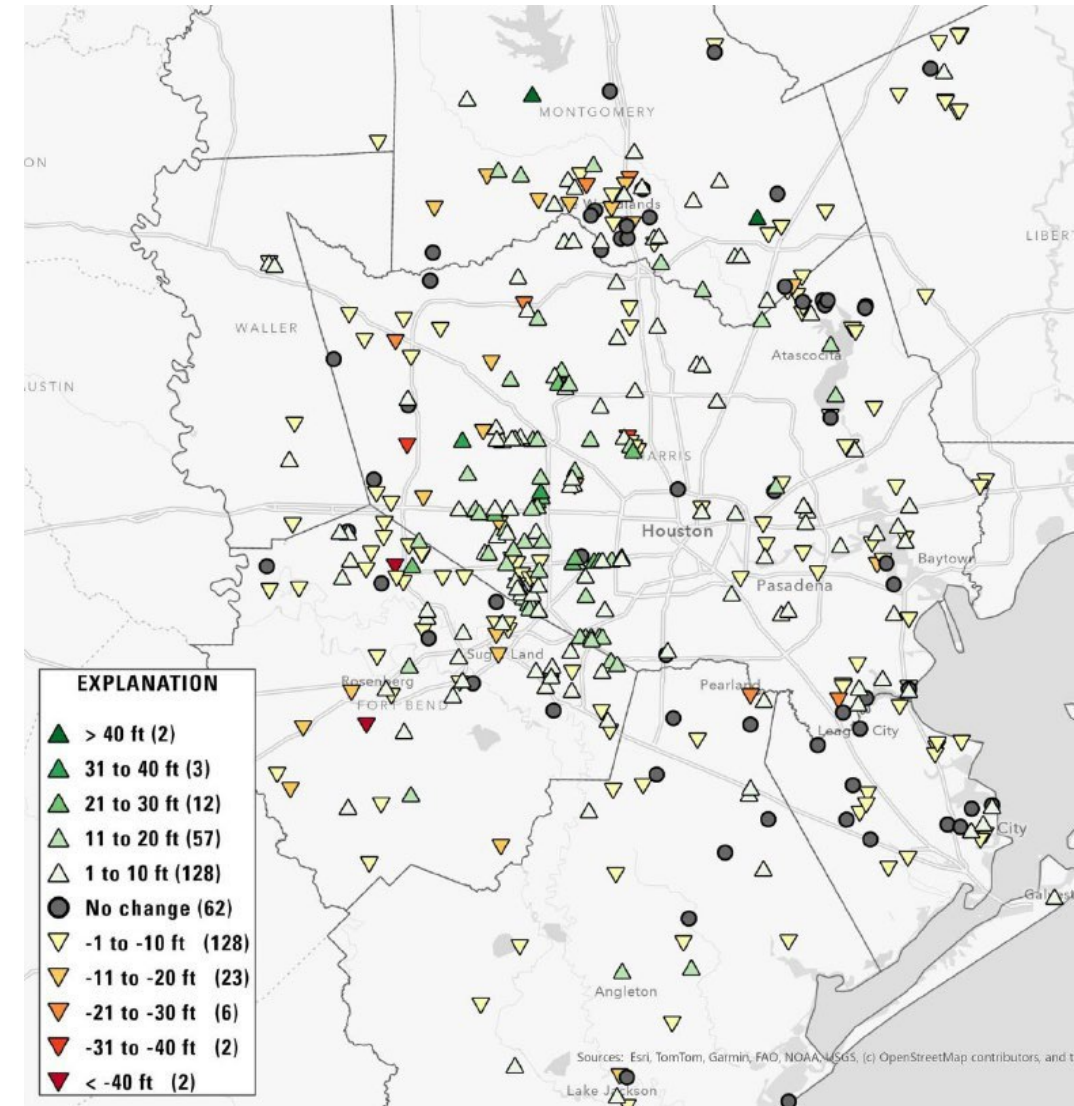 MONTGOMERY
ON
Woodlands
LIBER
WALLER
Atascocita
USTIN
HARRIS
Houston
Baytown
Pasadena
Sugar Land
Rosenberg
Pearland
FORT BEND
League City
City
EXPLANATION
> 40 ft (2)
31 to 40 ft (3)
21 to 30 ft (12)
11 to 20 ft (57)
1 to 10 ft (128)
No change (62)
-1 to -10 ft (128)
-11 to -20 ft (23)
-21 to -30 ft (6)
-31 to -40 ft (2)
< -40 ft (2)
Galvest
Angleton
Sources: Esri, TomTom, Garmin, FAO, NOAA, USGS, (c) OpenStreetMap contributors, and t
Lake Jackson